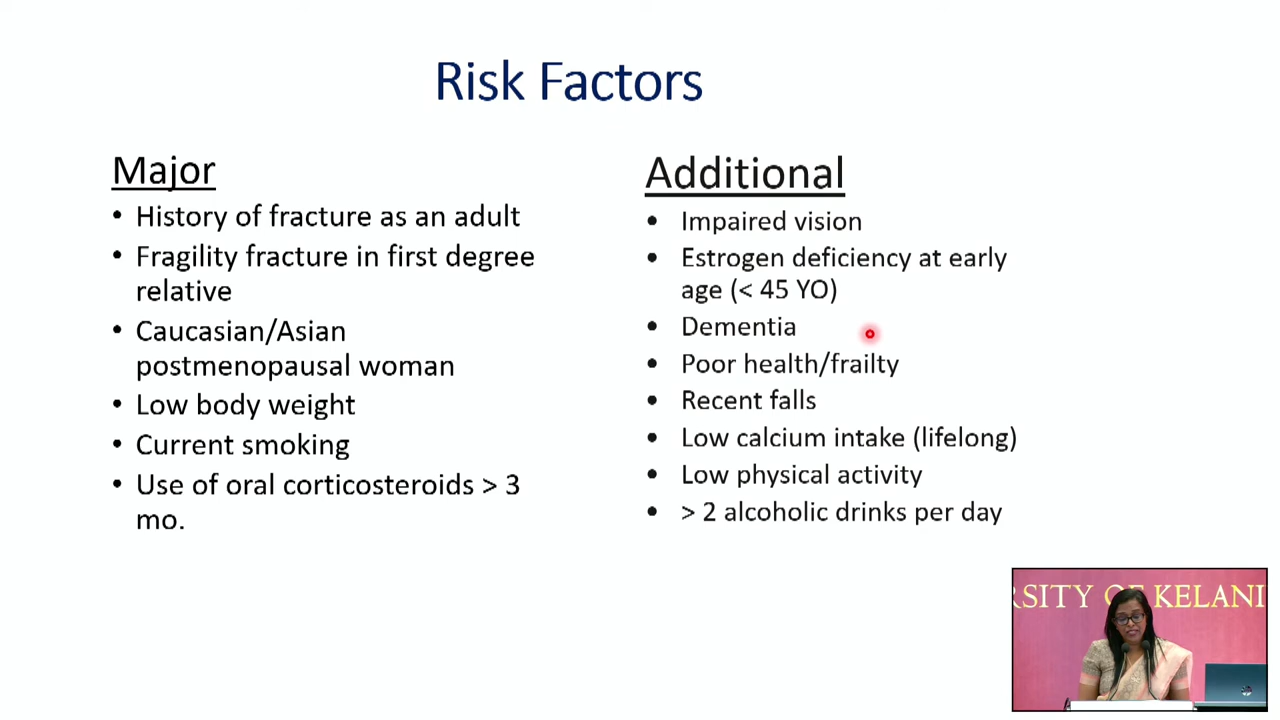 Risk Factors
Major
• History of fracture as an adult
• Fragility fracture in first degree
relative
• Caucasian/Asian
postmenopausal woman
• Low body weight
• Current smoking
• Use of oral corticosteroids > 3
mo.
Additional
• Impaired vision
• Estrogen deficiency at early
age (< 45 YO)
• Dementia
• Poor health/frailty
• Recent falls
• Low calcium intake (lifelong)
• Low physical activity
• > 2 alcoholic drinks per day
RSITY OF KELANI